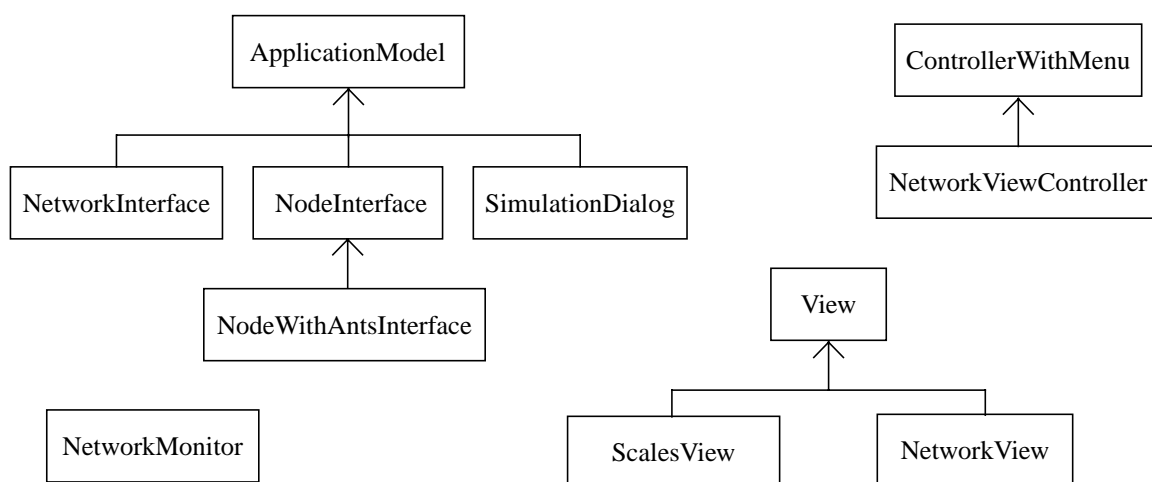 ApplicationModel
ControllerWithMenu
NetworkInterface
NodeInterface
SimulationDialog
NetworkViewController
NodeWithAntsInterface
View
NetworkMonitor
ScalesView
NetworkView